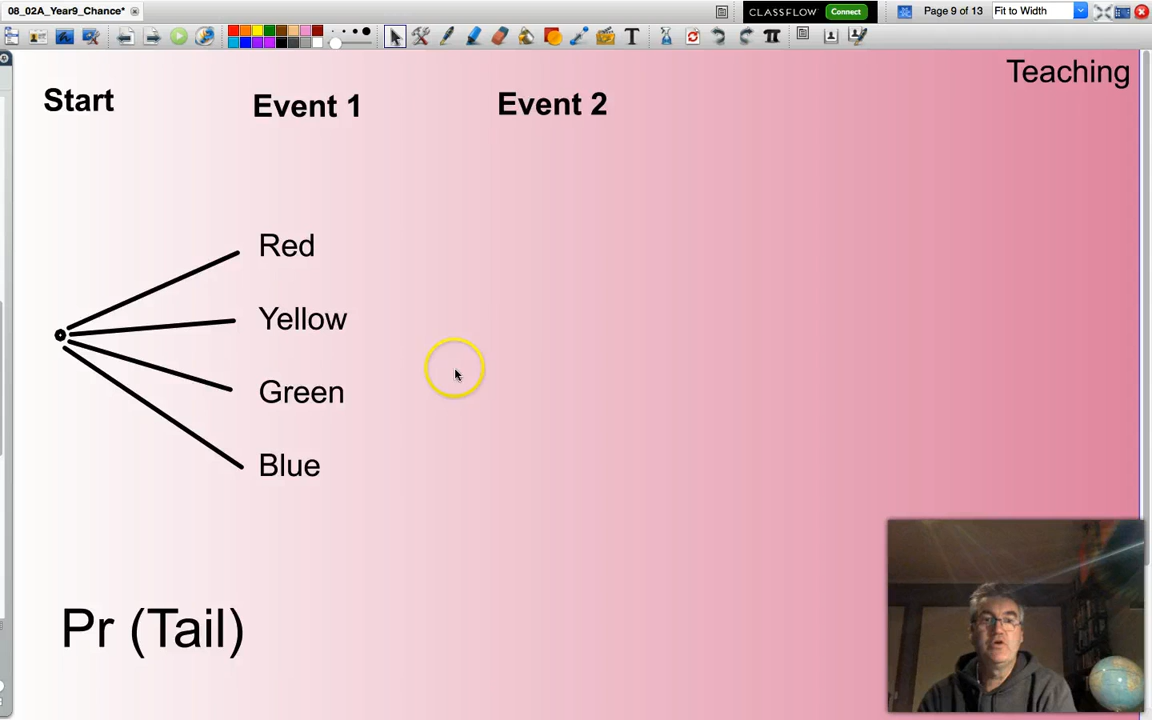 08_02A_Year9_Chance*
CLASSFLOW Connect
Page 9 of 13
Fit to Width
Teaching
Start
Event 1
Event 2
Red
Yellow
Green
Blue
Pr (Tail)